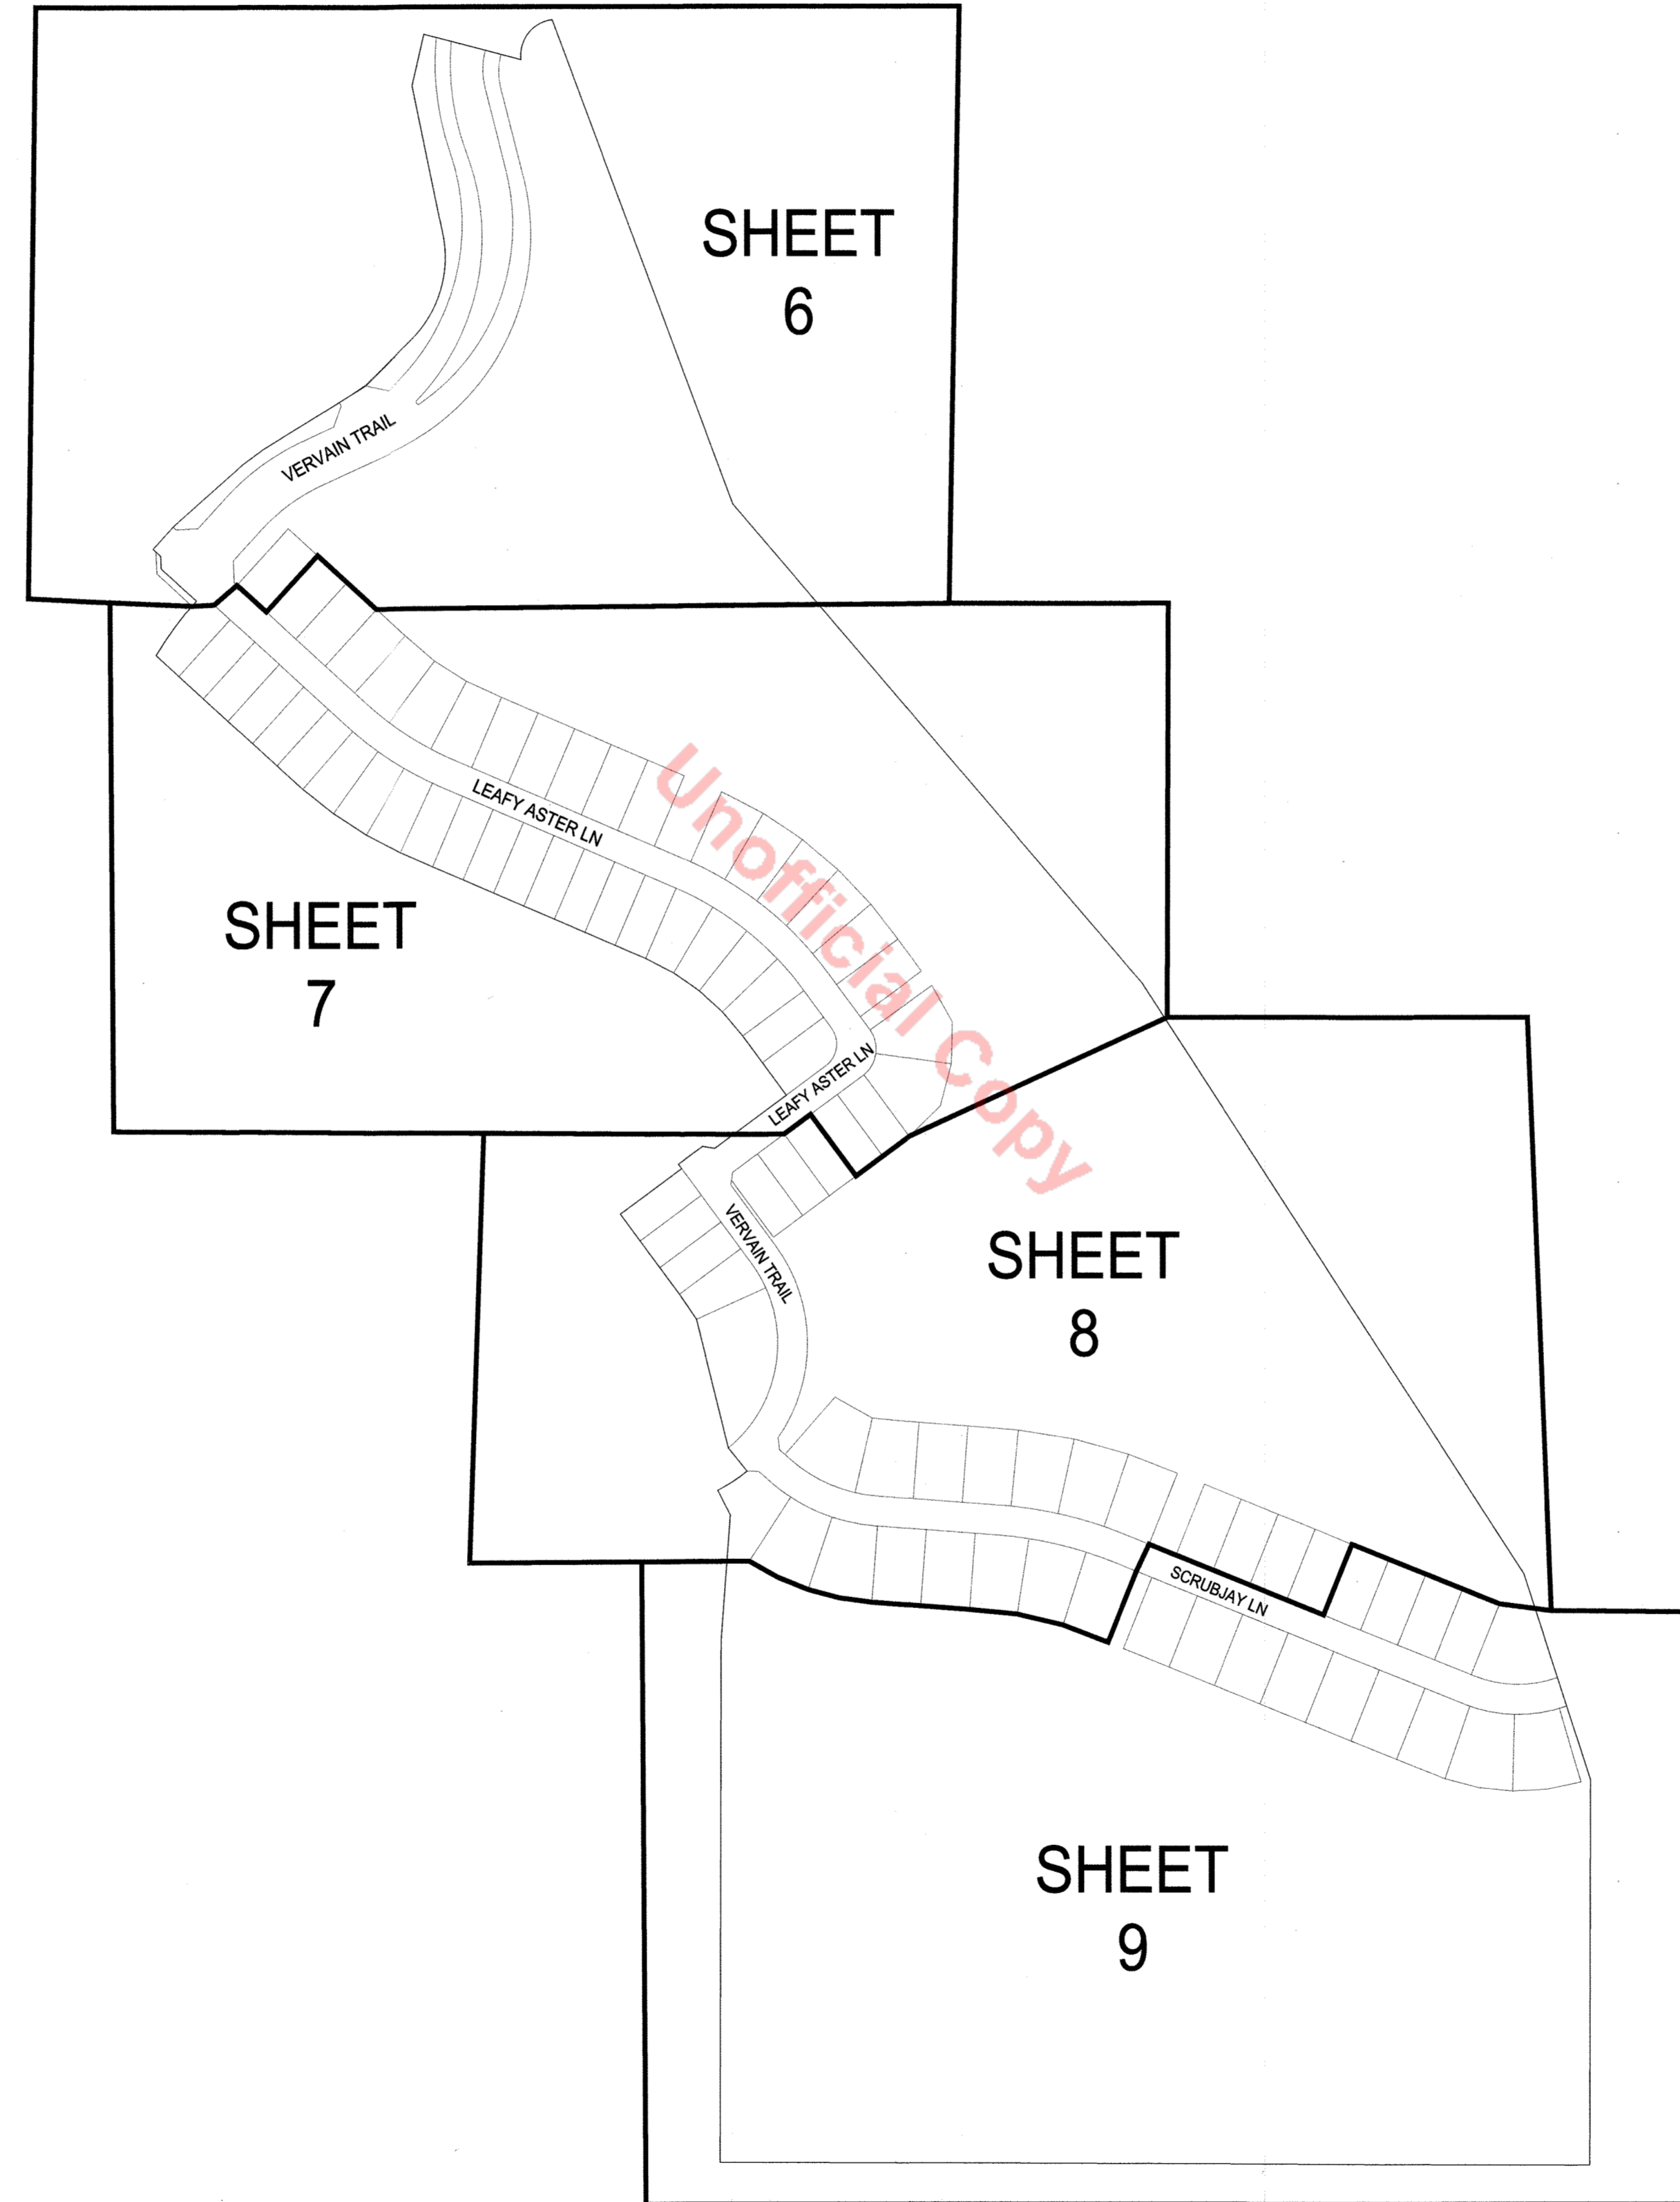 SHEET
6
VERVAIN TRAIL
LEAFY ASTER LN
SHEET
7
Unofficial Copy
LEAFY ASTER LN
VERVAIN TRAIL
SHEET
8
SCRUBJAY LN
SHEET
9